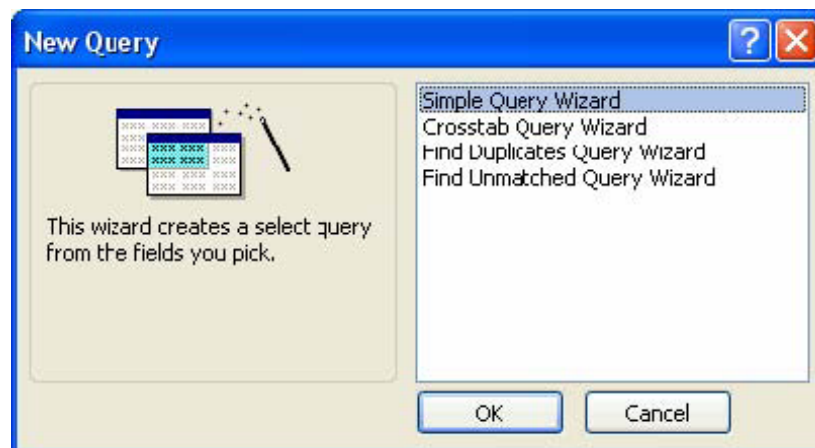 New Query
This wizard creates a select query
from the fields you pick.
Simple Query Wizard
Crosstab Query Wizard
Find Duplicates Query Wizard
Find Unmatched Query Wizard
OK
Cancel